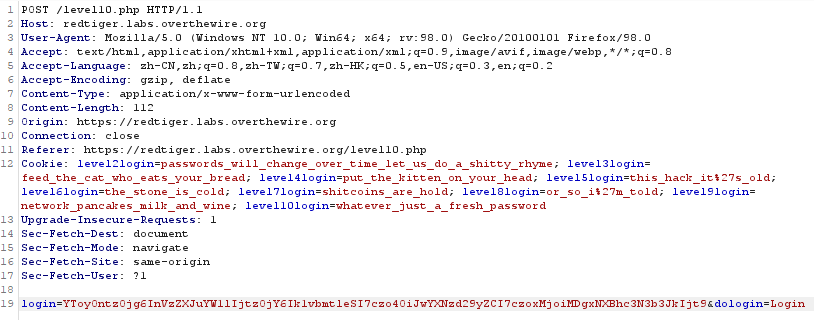 1 POST /level10.php HTTP/1.1
2 Host: redtiger.labs.overthewire.org
3 User-Agent: Mozilla/5.0 (Windows NT 10.0; Win64; x64; rv:98.0) Gecko/20100101 Firefox/98.0
4 Accept: text/html,application/xhtml+xml,application/xml;q=0.9,image/avif,image/webp,*/*;q=0.8
5 Accept-Language: zh-CN,zh;q=0.8,zh-TW;q=0.7,zh-HK;q=0.5,en-US;q=0.3,en;q=0.2
6 Accept-Encoding: gzip, deflate
7 Content-Type: application/x-www-form-urlencoded
8 Content-Length: 112
9 Origin: https://redtiger.labs.overthewire.org
10 Connection: close
11 Referer: https://redtiger.labs.overthewire.org/level10.php
12 Cookie: level2login=passwords_will_change_over_time_let_us_do_a_shitty_rhyme; level3login=
feed_the_cat_who_eats_your_bread; level4login=put_the_kitten_on_your_head; level5login=this_hack_it%27s_old;
level6login=the_stone_is_cold; level7login=shitcoins_are_hold; level8login=or_so_i%27m_told; level9login=
network_pancakes_milk_and_wine; level10login=whatever_just_a_fresh_password
13 Upgrade-Insecure-Requests: 1
14 Sec-Fetch-Dest: document
15 Sec-Fetch-Mode: navigate
16 Sec-Fetch-Site: same-origin
17 Sec-Fetch-User: ?1
18
19 login=YToyOntzOjg6InVzZXJuYW1lIjtzOjY6Ik1vbmtleSI7czo4OiJwYXNzd29yZCI7czoxMjoiMDgxNXBhc3N3b3JkIjt9&dologin=Login